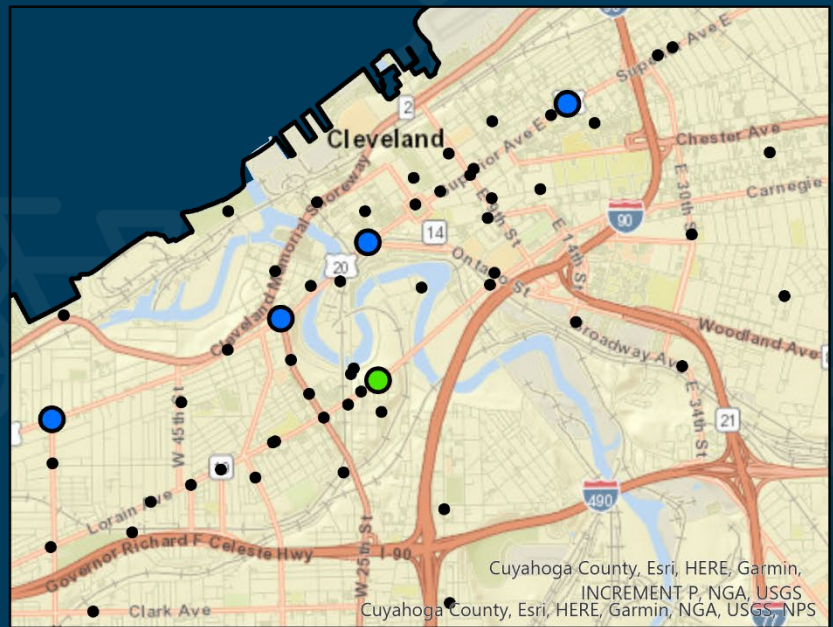 Superior Ave E
2
Cleveland
Chester Ave
Superior Ave E
E 30th S
Carnegie
Cleveland Memorial Shoreway
E 9th St
90
14
E 14th St
Ontario St
20
Woodland Ave
Broadway Ave
W 45th St
E 34th St
21
Lorain Ave
490
W 25th St
Governor Richard F Celeste Hwy
I 90
Cuyahoga County, Esri, HERE, Garmin,
INCREMENT P, NGA, USGS
Clark Ave
Cuyahoga County, Esri, HERE, Garmin, NGA, USGS, NPS
77